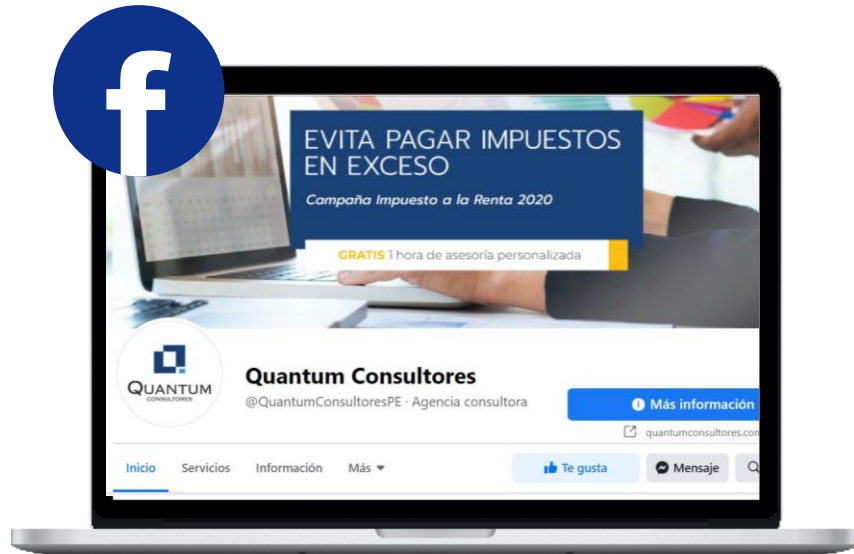 f
EVITA PAGAR IMPUESTOS
EN EXCESO
Campaña Impuesto a la Renta 2020
GRATIS 1 hora de asesoría personalizada
QUANTUM
CONSULTORES
Quantum Consultores
@QuantumConsultoresPE · Agencia consultora
Más información
quantumconsultores.com
Inicio Servicios Información Más
Te gusta Mensaje